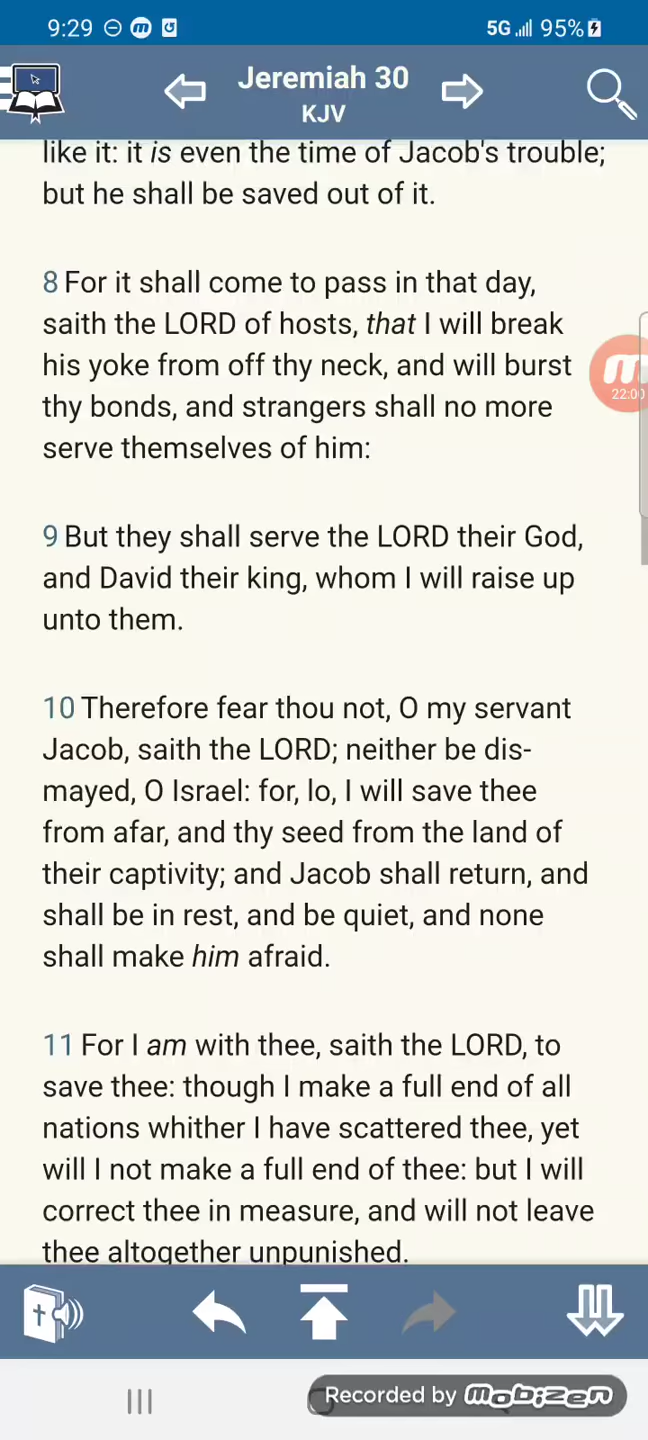 9:29
5G 95%
Jeremiah 30
KJV
like it: it is even the time of Jacob's trouble;
but he shall be saved out of it.
8 For it shall come to pass in that day,
saith the LORD of hosts, that I will break
his yoke from off thy neck, and will burst
thy bonds, and strangers shall no more
serve themselves of him:
22:00
9 But they shall serve the LORD their God,
and David their king, whom I will raise up
unto them.
10 Therefore fear thou not, O my servant
Jacob, saith the LORD; neither be dis-
mayed, O Israel: for, lo, I will save thee
from afar, and thy seed from the land of
their captivity; and Jacob shall return, and
shall be in rest, and be quiet, and none
shall make him afraid.
11 For I am with thee, saith the LORD, to
save thee: though I make a full end of all
nations whither I have scattered thee, yet
will I not make a full end of thee: but I will
correct thee in measure, and will not leave
thee altogether unpunished.
Recorded by mobizen